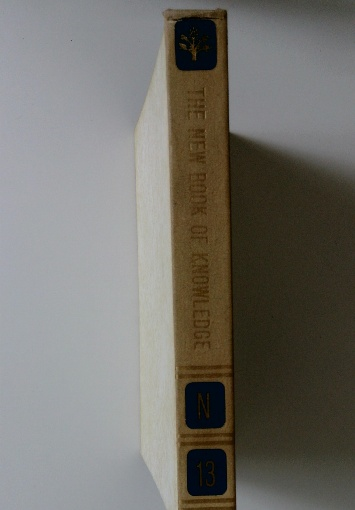 THE NEW BOOK OF KNOWLEDGE
N
13